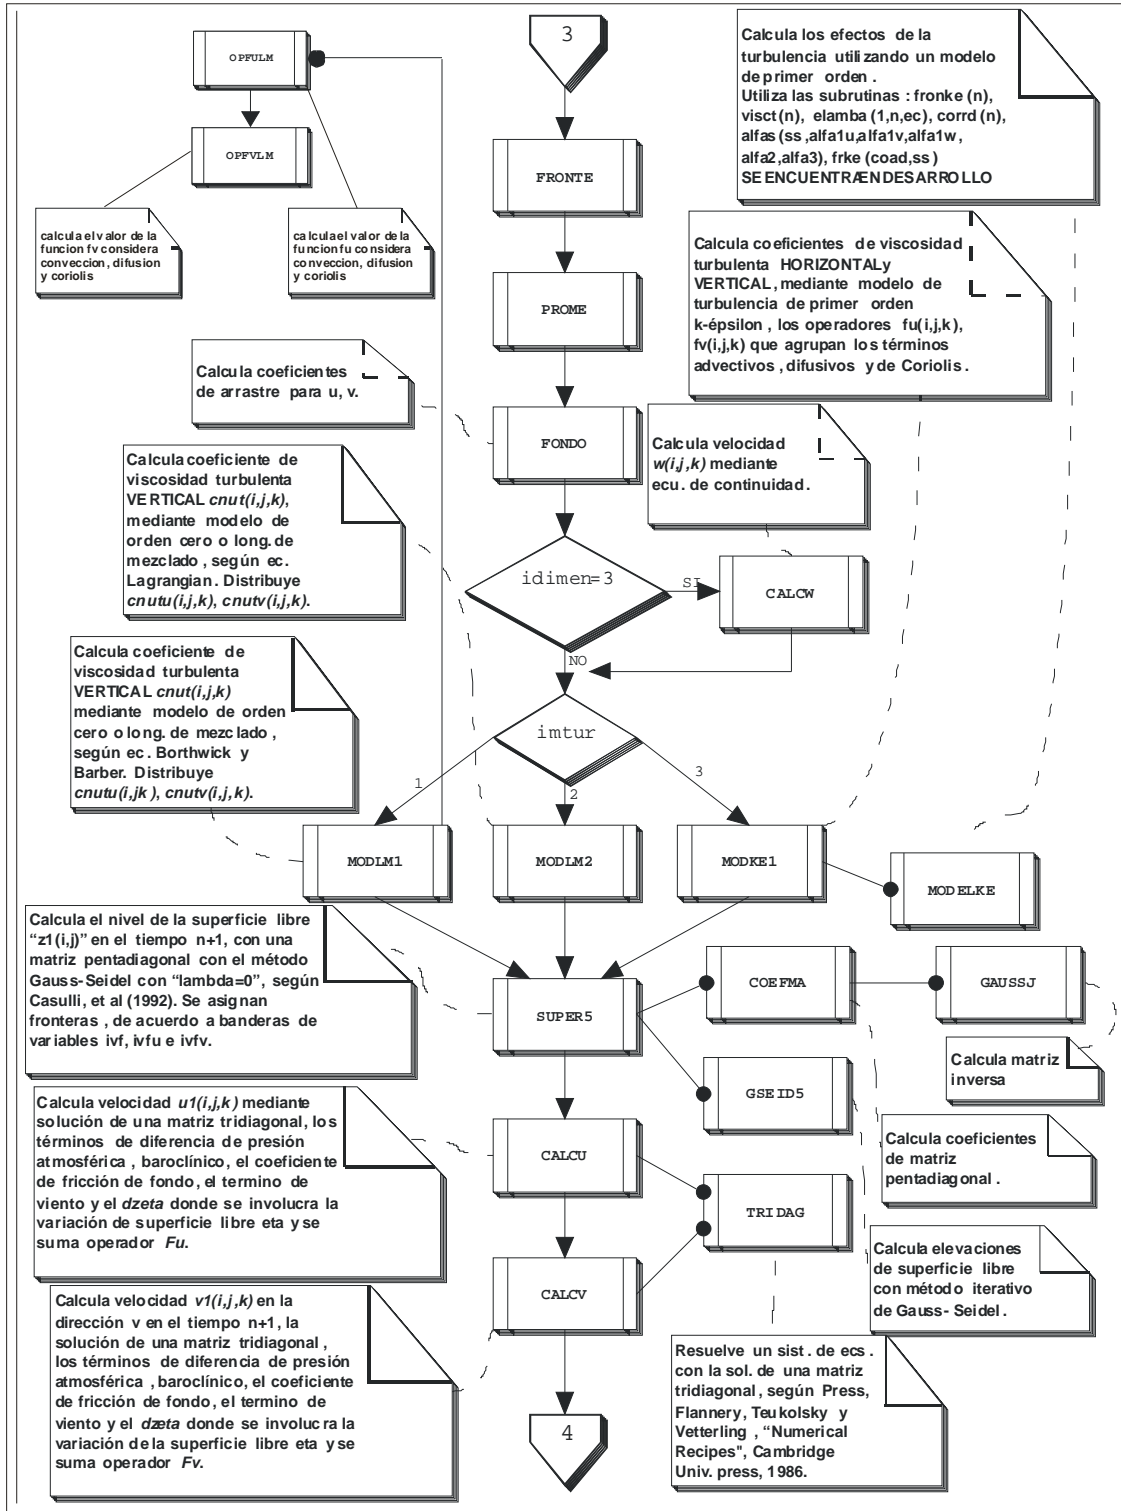 3
OPFULM
OPFVLM
calcula el valor de la
funcion fv considera
conveccion, difusion
y coriolis
calcula el valor de la
funcion fu considera
conveccion, difusion
y coriolis
Calcula los efectos de la
turbulencia utilizando un modelo
de primer orden.
Utiliza las subrutinas: fronke (n),
visct (n), elamba (1,n,ec), corrd (n),
alfas (ss,alfa1u,alfa1v,alfa1w,
alfa2,alfa3), frke (coad,ss)
SE ENCUENTRAENDESARROLLO
FRONTE
Calcula coeficientes de viscosidad
turbulenta HORIZONTAL y
VERTICAL, mediante modelo de
turbulencia de primer orden
k-épsilon, los operadores fu(i,j,k),
fv(i,j,k) que agrupan los términos
advectivos, difusivos y de Coriolis.
PROME
Calcula coeficientes
de arrastre para u, v.
FONDO
Calcula velocidad
w(i,j,k) mediante
ecu. de continuidad.
Calcula coeficiente de
viscosidad turbulenta
VERTICAL cnut(i,j,k),
mediante modelo de
orden cero o long. de
mezclado, según ec.
Lagrangian. Distribuye
cnutu(i,j,k), cnutv(i,j,k).
idimen=3
SI
CALCW
NO
Calcula coeficiente de
viscosidad turbulenta
VERTICAL cnut(i,j,k)
mediante modelo de orden
cero o long. de mezclado,
según ec. Borthwick y
Barber. Distribuye
cnutu(i,jk), cnutv(i,j,k).
imtur
1
2
3
MODLM1
MODLM2
MODKE1
MODELKE
Calcula el nivel de la superficie libre
“z1(i,j)” en el tiempo n+1, con una
matriz pentadiagonal con el método
Gauss-Seidel con “lambda=0”, según
Casulli, et al (1992). Se asignan
fronteras, de acuerdo a banderas de
variables ivf, ivfu e ivfv.
SUPER5
COEFMA
GAUSSJ
Calcula matriz
inversa
GSEID5
Calcula velocidad u1(i,j,k) mediante
solución de una matriz tridiagonal, los
términos de diferencia de presión
atmosférica, baroclínico, el coeficiente
de fricción de fondo, el termino de
viento y el dzeta donde se involucra la
variación de superficie libre eta y se
suma operador Fu.
CALCU
Calcula coeficientes
de matriz
pentadiagonal.
TRIDAG
Calcula elevaciones
de superficie libre
con método iterativo
de Gauss- Seidel.
CALCV
Calcula velocidad v1(i,j,k) en la
dirección v en el tiempo n+1, la
solución de una matriz tridiagonal,
los términos de diferencia de presión
atmosférica, baroclínico, el coeficiente
de fricción de fondo, el termino de
viento y el dzeta donde se involucra la
variación de la superficie libre eta y se
suma operador Fv.
Resuelve un sist. de ecs.
con la sol. de una matriz
tridiagonal, según Press,
Flannery, Teukolsky y
Vetterling, “Numerical
Recipes", Cambridge
Univ. press, 1986.
4